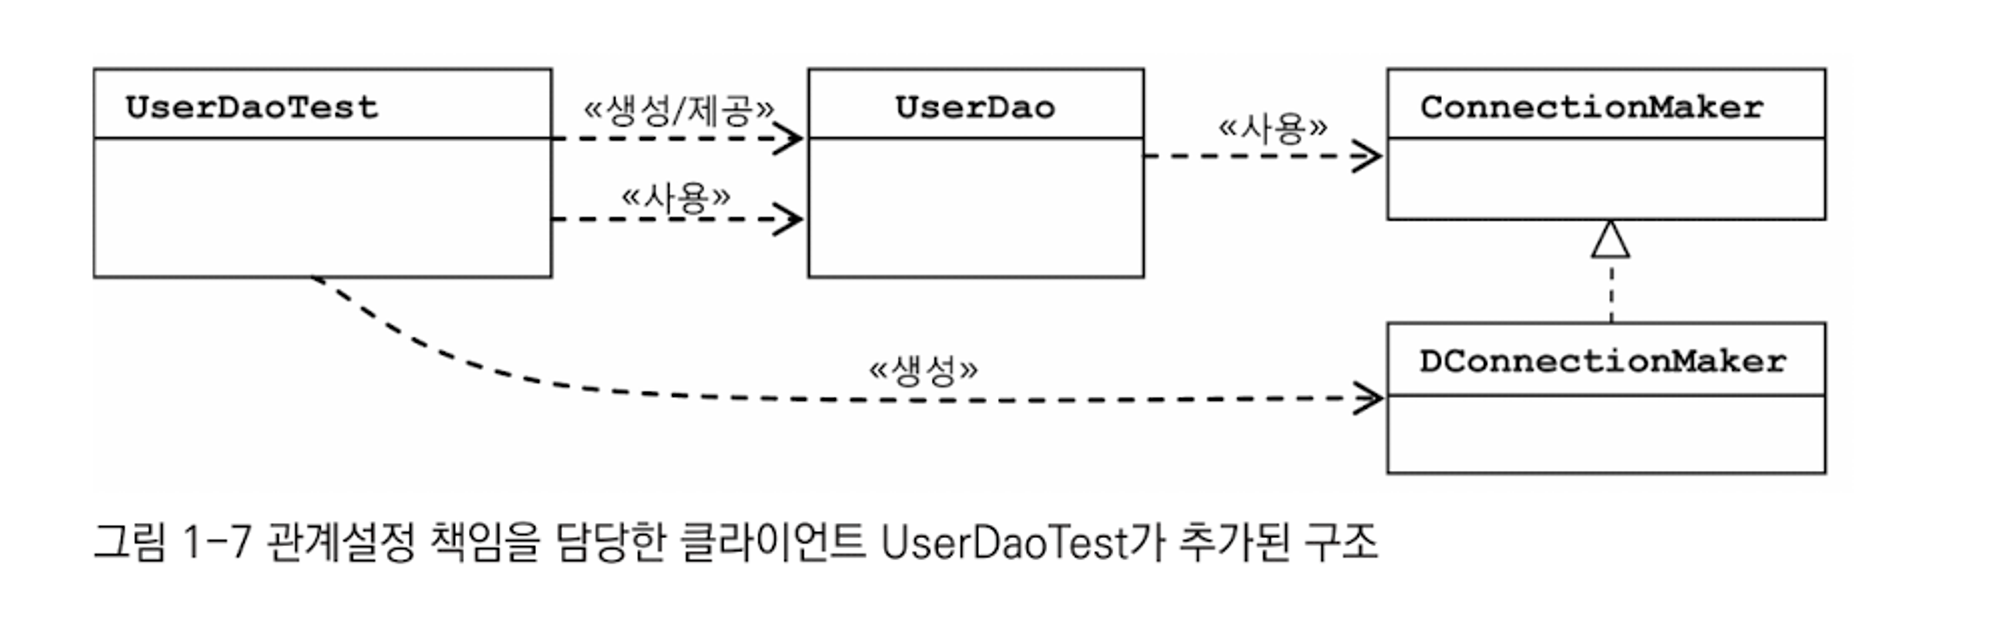 UserDaoTest
«생성/제공»
«사용»
UserDao
«사용»
ConnectionMaker
«생성»
DConnectionMaker
그림 1-7 관계설정 책임을 담당한 클라이언트 UserDaoTest가 추가된 구조